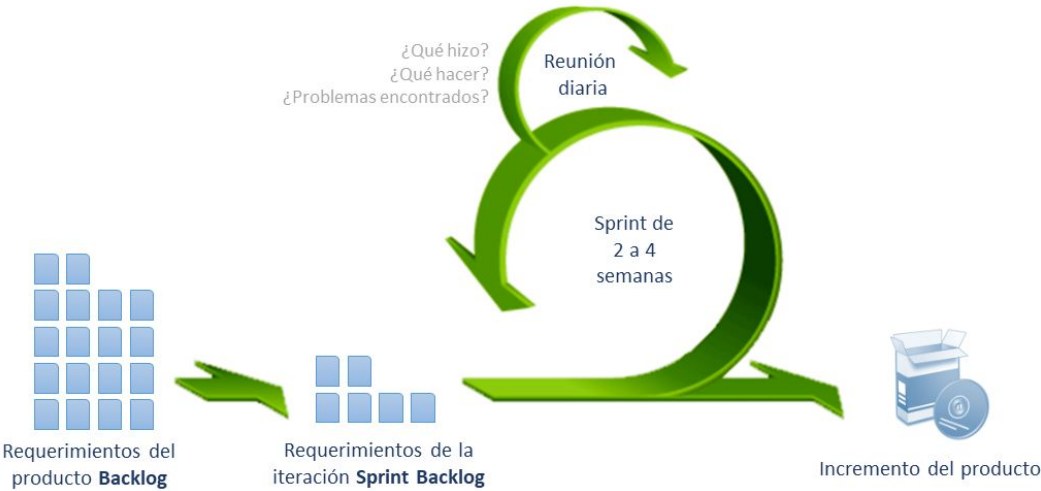 ¿Qué hizo?
¿Qué hacer?
¿Problemas encontrados?
Reunión
diaria
Sprint de
2 a 4
semanas
Requerimientos del
producto Backlog
Requerimientos de la
iteración Sprint Backlog
Incremento del producto